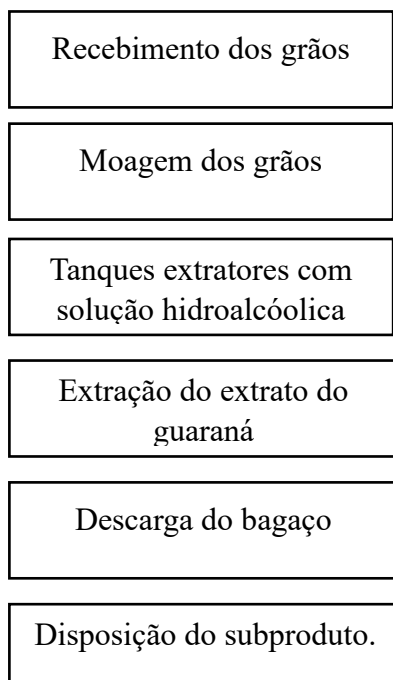 Recebimento dos grãos
Moagem dos grãos
Tanques extratores com
solução hidroalcóolica
Extração do extrato do
guaraná
Descarga do bagaço
Disposição do subproduto.